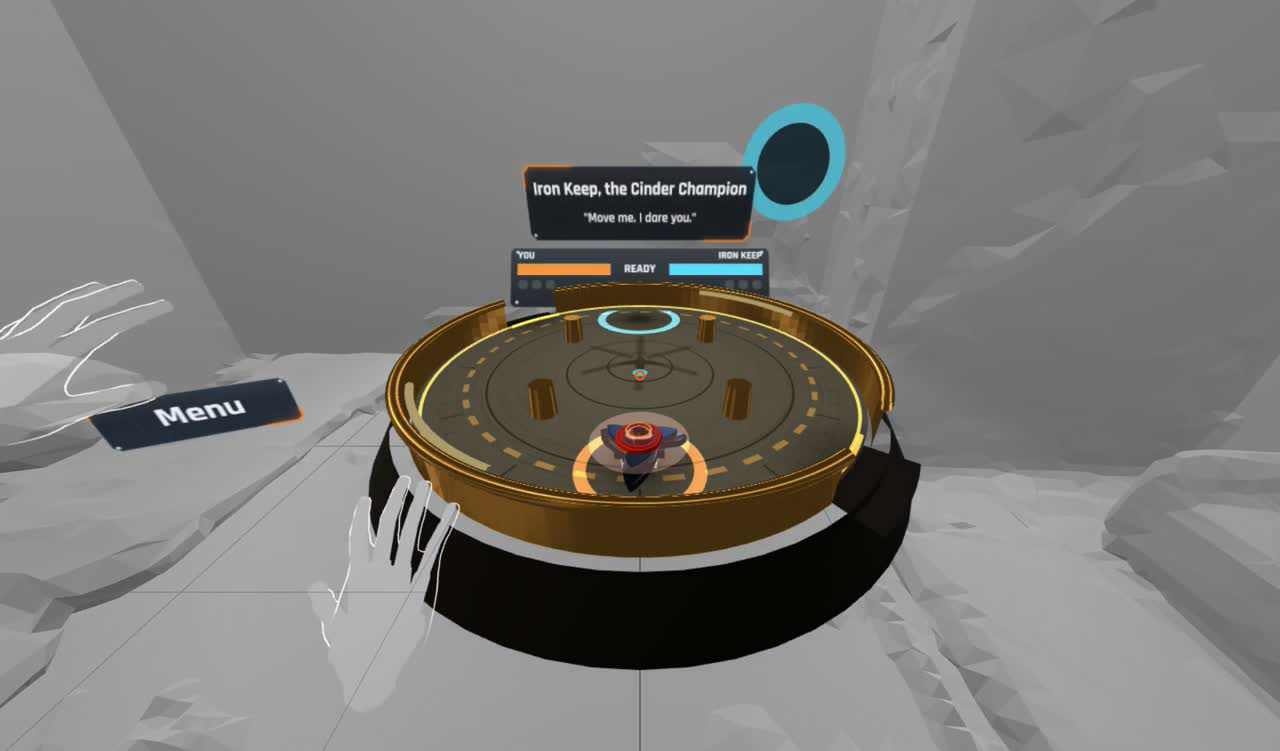 Iron Keep, the Cinder Champion
"Move me. I dare you."
YOU
READY
IRON KEEP
Menu